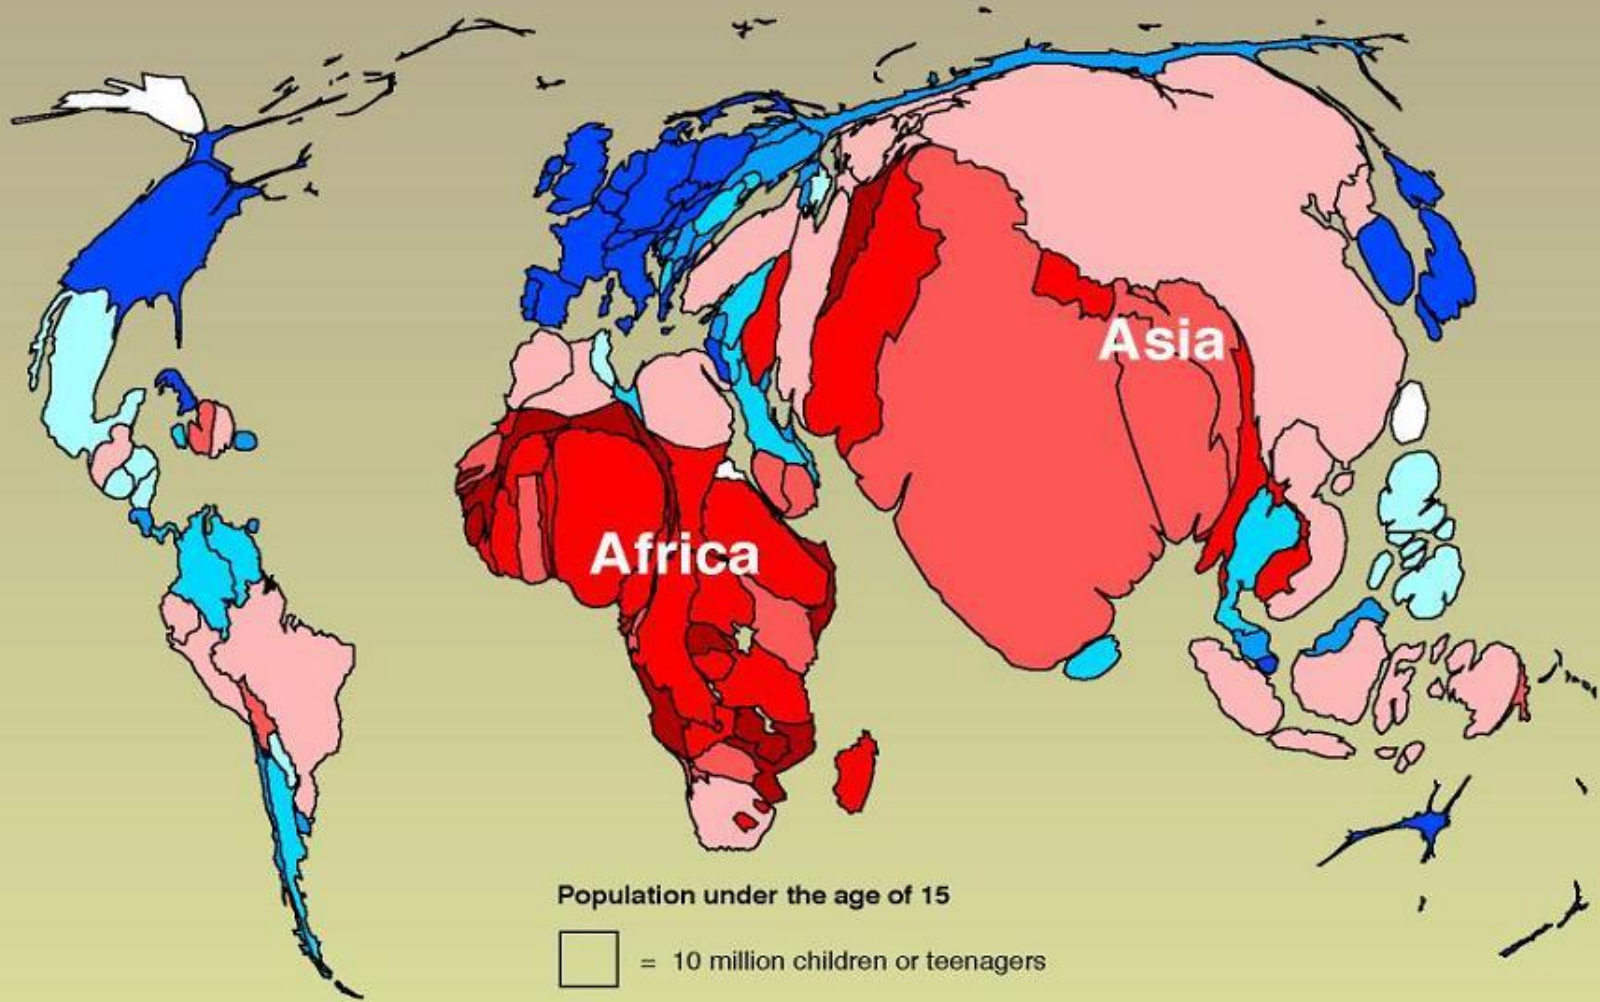 Asia
Africa
Population under the age of 15
= 10 million children or teenagers